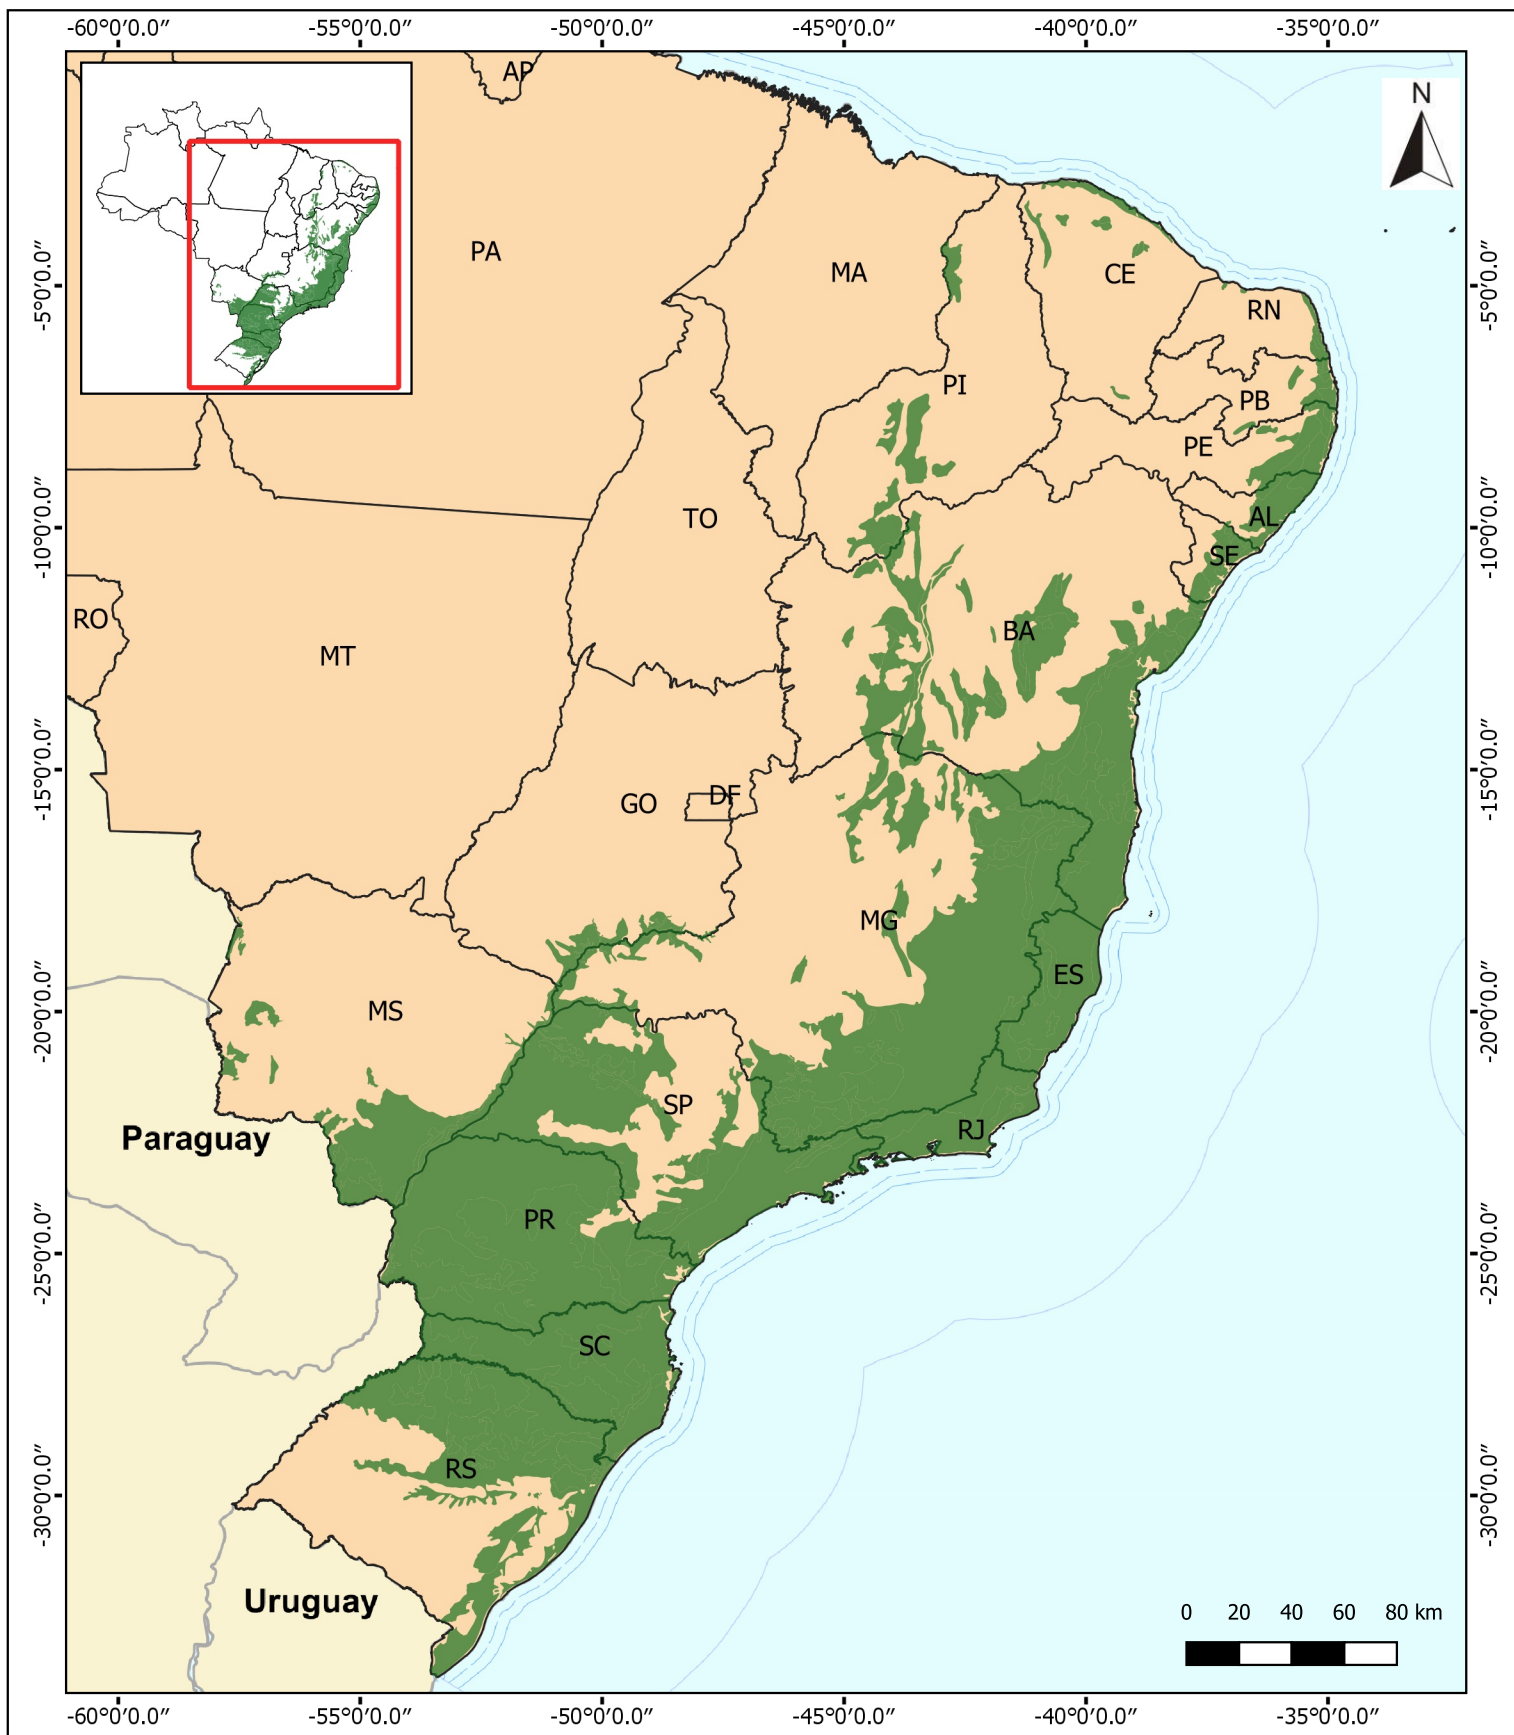 -60°0′0.0″ -55°0′0.0″ -50°0′0.0″ -45°0′0.0″ -40°0′0.0″ -35°0′0.0″
N
AP
PA
MA
CE
-5°0′0.0″ -5°0′0.0″
RN
PI
PB
PE
TO
AL
-10°0′0.0″ -10°0′0.0″
SE
RO
BA
MT
-15°0′0.0″ -15°0′0.0″
GO
DF
MG
ES
MS
-20°0′0.0″ -20°0′0.0″
SP
RJ
Paraguay
PR
-25°0′0.0″ -25°0′0.0″
SC
RS
-30°0′0.0″ -30°0′0.0″
Uruguay
0 20 40 60 80 km
-60°0′0.0″ -55°0′0.0″ -50°0′0.0″ -45°0′0.0″ -40°0′0.0″ -35°0′0.0″